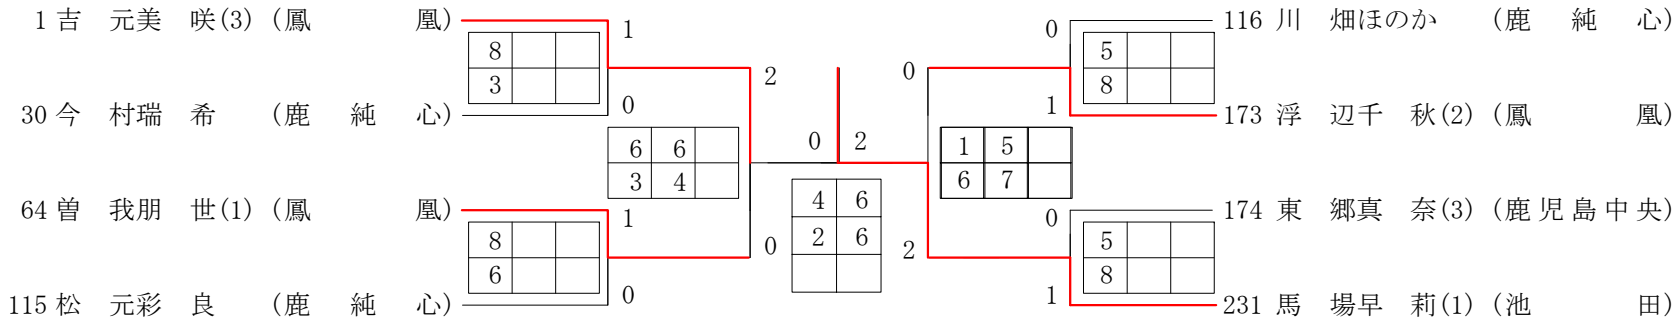 1 吉 元美 咲(3) (鳳 凰) 1 0 116 川 畑ほのか (鹿 純 心)
8 5
2 0
3 8
30 今 村瑞 希 (鹿 純 心) 0 1 173 浮 辺千 秋(2) (鳳 凰)
6 6 0 2 1 5
3 4 6 7
64 曽 我朋 世(1) (鳳 凰) 1 4 6 0 174 東 郷真 奈(3) (鹿児島中央)
8 2 6 5
0 2
6 8
115 松 元彩 良 (鹿 純 心) 0 1 231 馬 場早 莉(1) (池 田)